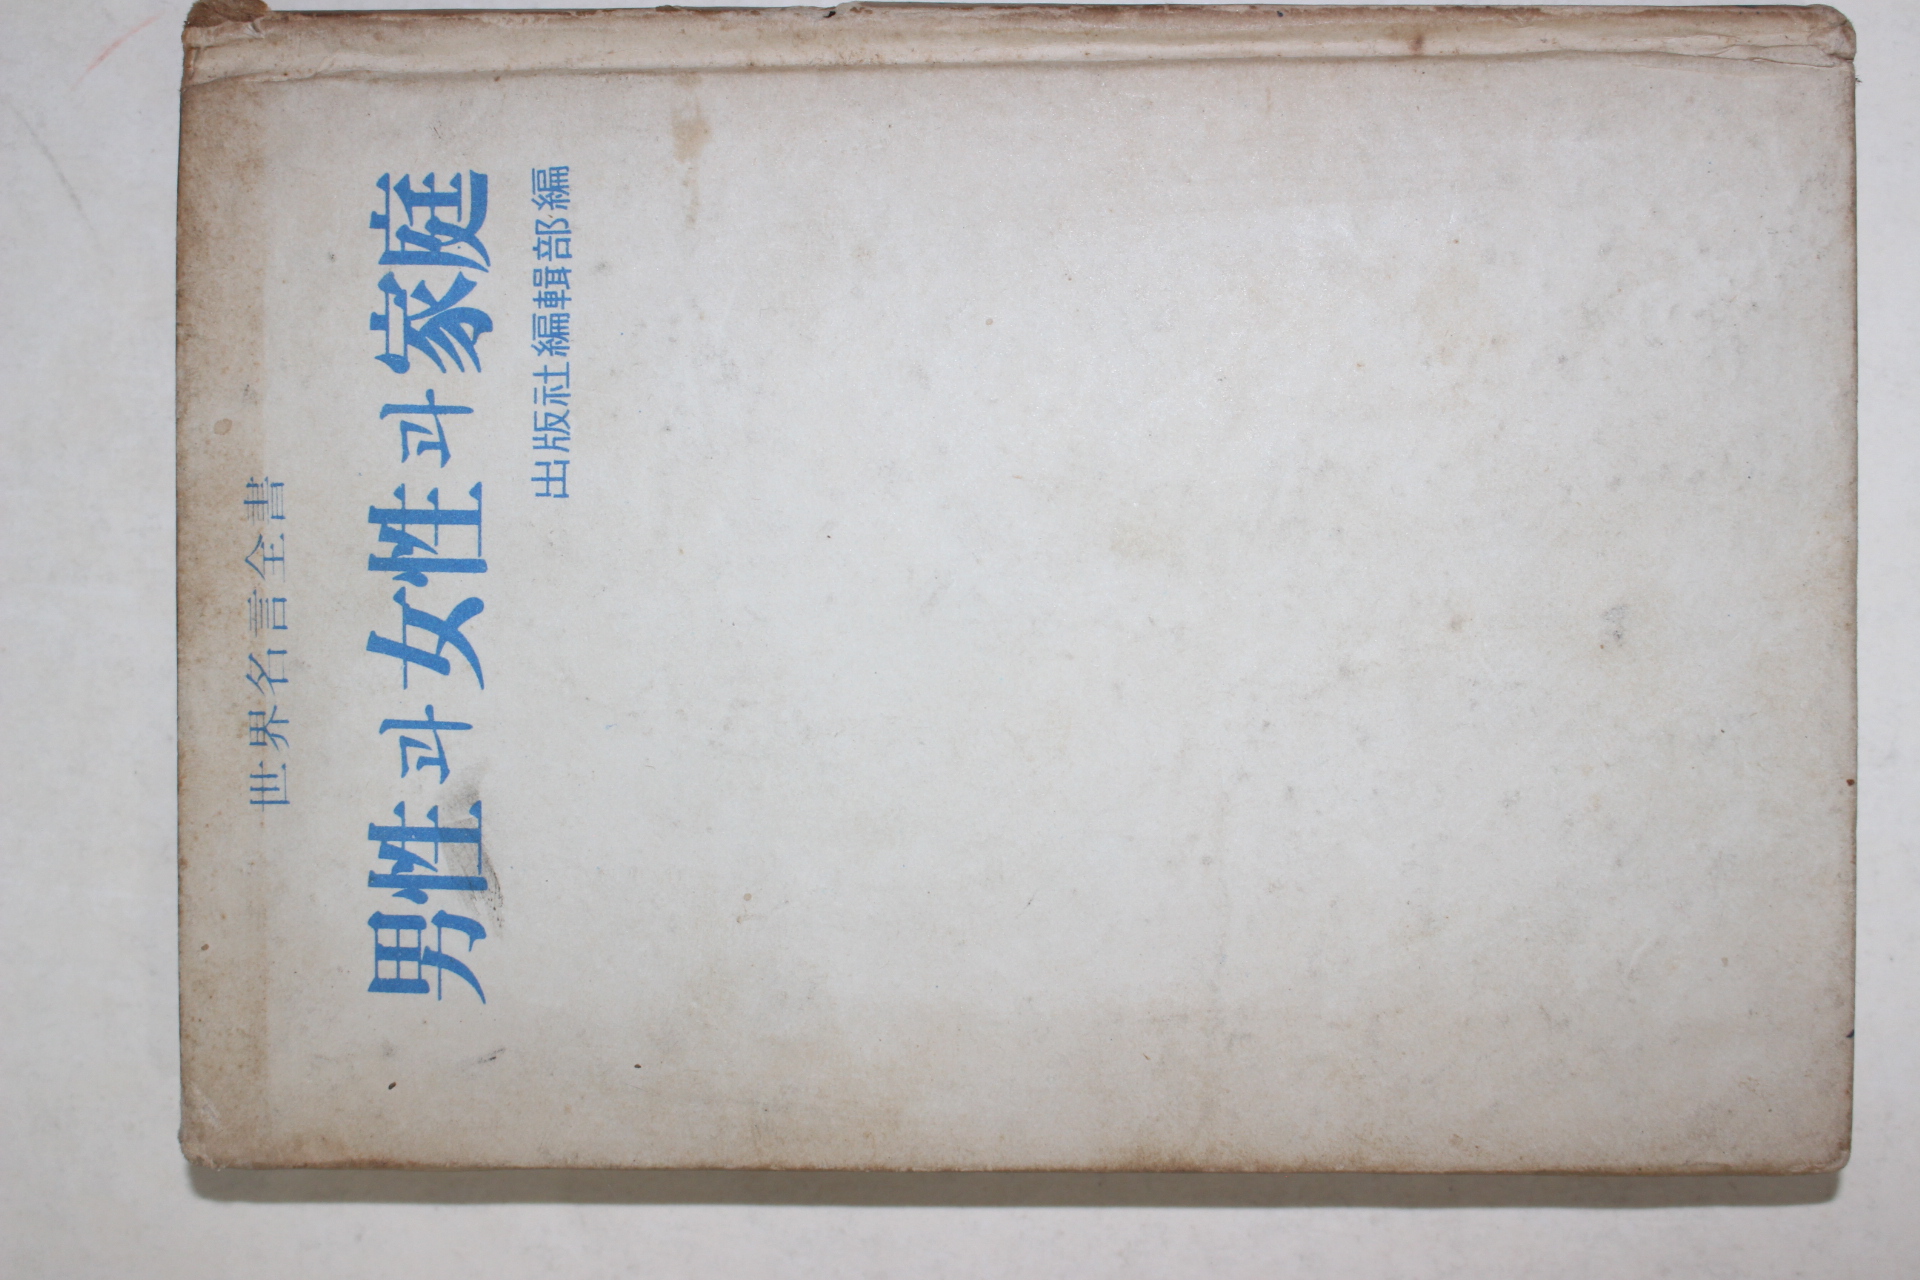 世界名言全書
男性과 女性과 家庭
出版社編輯部編